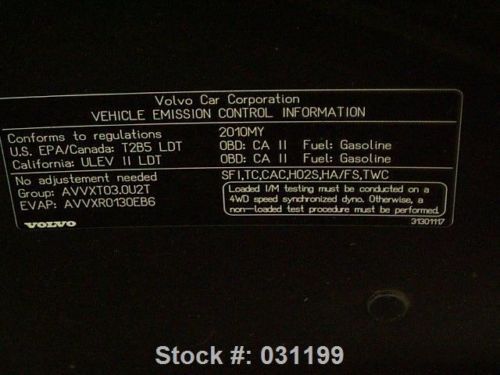 Volvo Car Corporation
VEHICLE EMISSION CONTROL INFORMATION
Conforms to regulations 2010MY
U.S. EPA/Canada: T2B5 LDT OBD: CA II Fuel: Gasoline
California: ULEV II LDT OBD: CA II Fuel: Gasoline
No adjustement needed SFI,TC,CAC,HO2S,HA/FS,TWC
Group: AVVXT03.0U2T
EVAP: AVVXR0130EB6
Loaded I/M testing must be conducted on a
4WD speed synchronized dyno. Otherwise, a
non-loaded test procedure must be performed.
VOLVO 31301117
Stock #: 031199